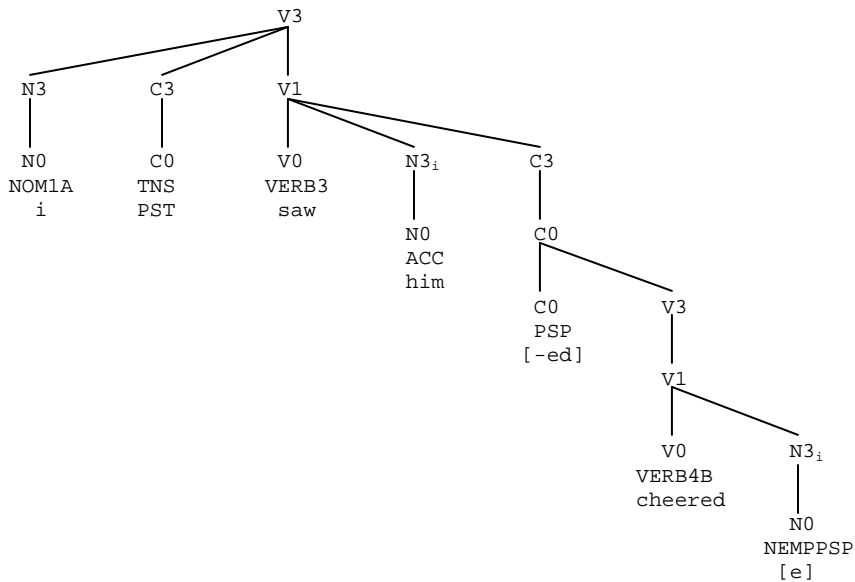 V3
N3 C3 V1
N0 C0 V0 N3i C3
NOM1A TNS VERB3
i PST saw
N0 C0
ACC
him
C0 V3
PSP
[-ed]
V1
V0 N3i
VERB4B
cheered
N0
NEMPPSP
[e]